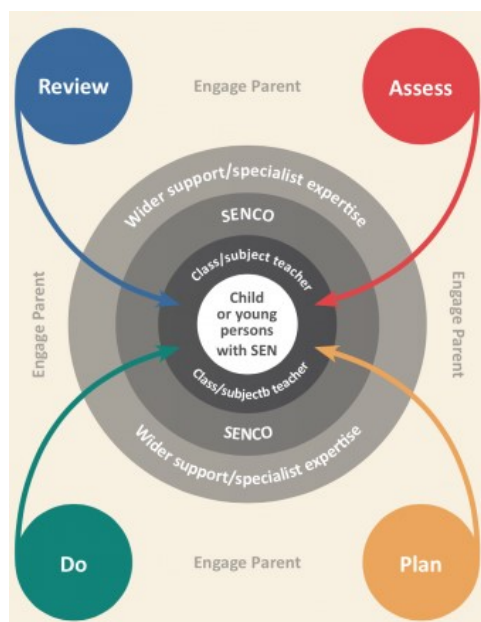 Review
Engage Parent
Assess
Wider support/specialist expertise
SENCO
Class/subject teacher
Engage Parent
Child
or young
persons
with SEN
Engage Parent
Class/subjectb teacher
SENCO
Wider support/specialist expertise
Do
Engage Parent
Plan